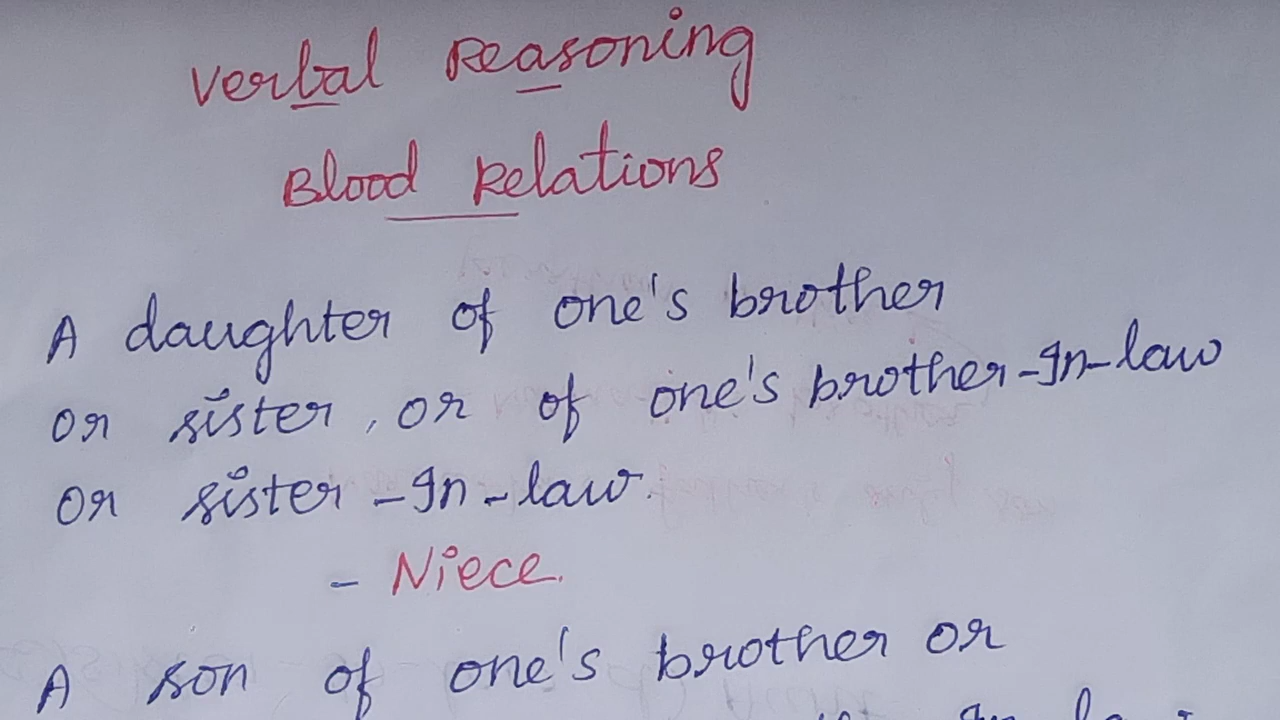 Verbal Reasoning
Blood Relations
A daughter of one's brother
or sister, or of one's brother-In-law
or sister-In-law.
- Niece.
A son of one's brother or